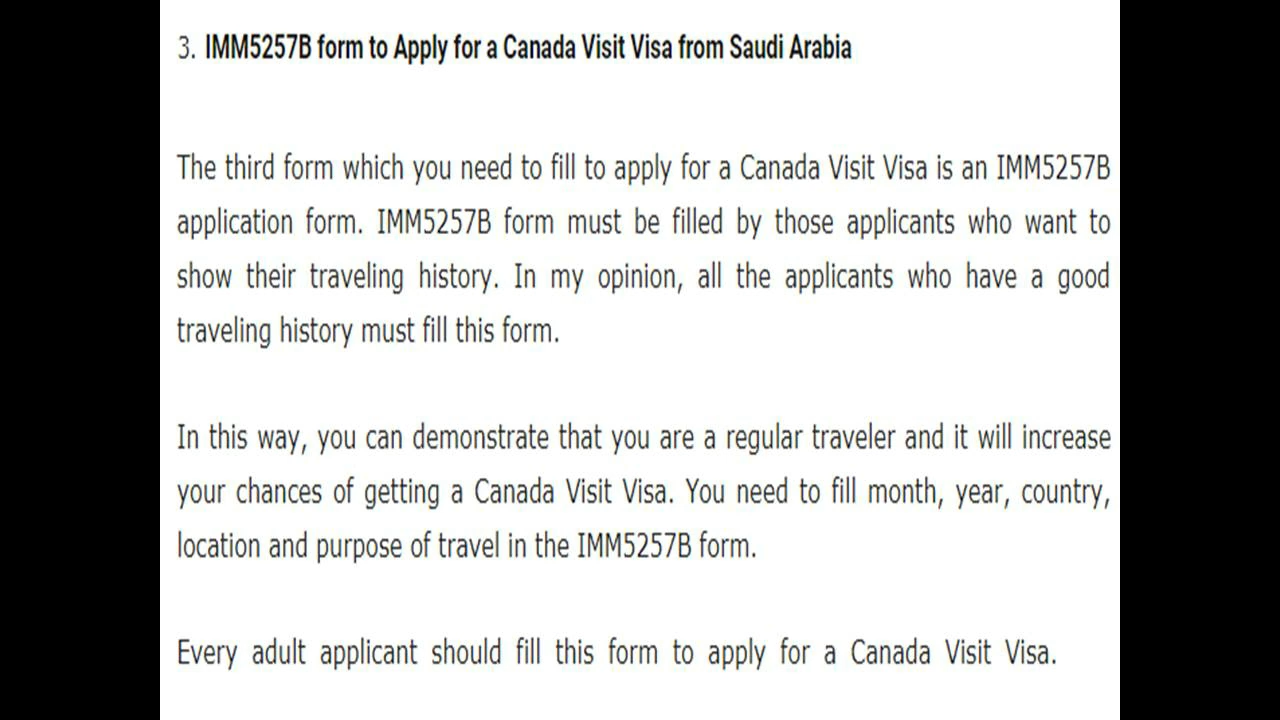 3. IMM5257B form to Apply for a Canada Visit Visa from Saudi Arabia
The third form which you need to fill to apply for a Canada Visit Visa is an IMM5257B
application form. IMM5257B form must be filled by those applicants who want to
show their traveling history. In my opinion, all the applicants who have a good
traveling history must fill this form.
In this way, you can demonstrate that you are a regular traveler and it will increase
your chances of getting a Canada Visit Visa. You need to fill month, year, country,
location and purpose of travel in the IMM5257B form.
Every adult applicant should fill this form to apply for a Canada Visit Visa.